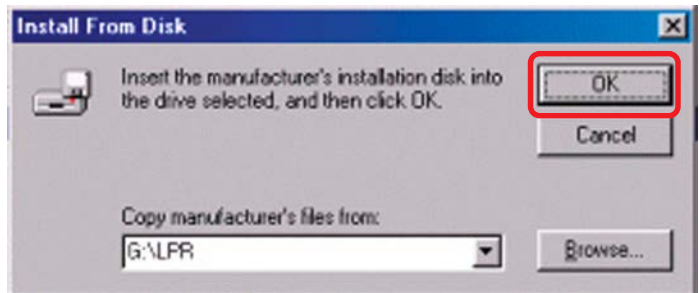 Install From Disk
Insert the manufacturer's installation disk into
the drive selected, and then click OK.
OK
Cancel
Copy manufacturer's files from:
G:\LPR
Browse...